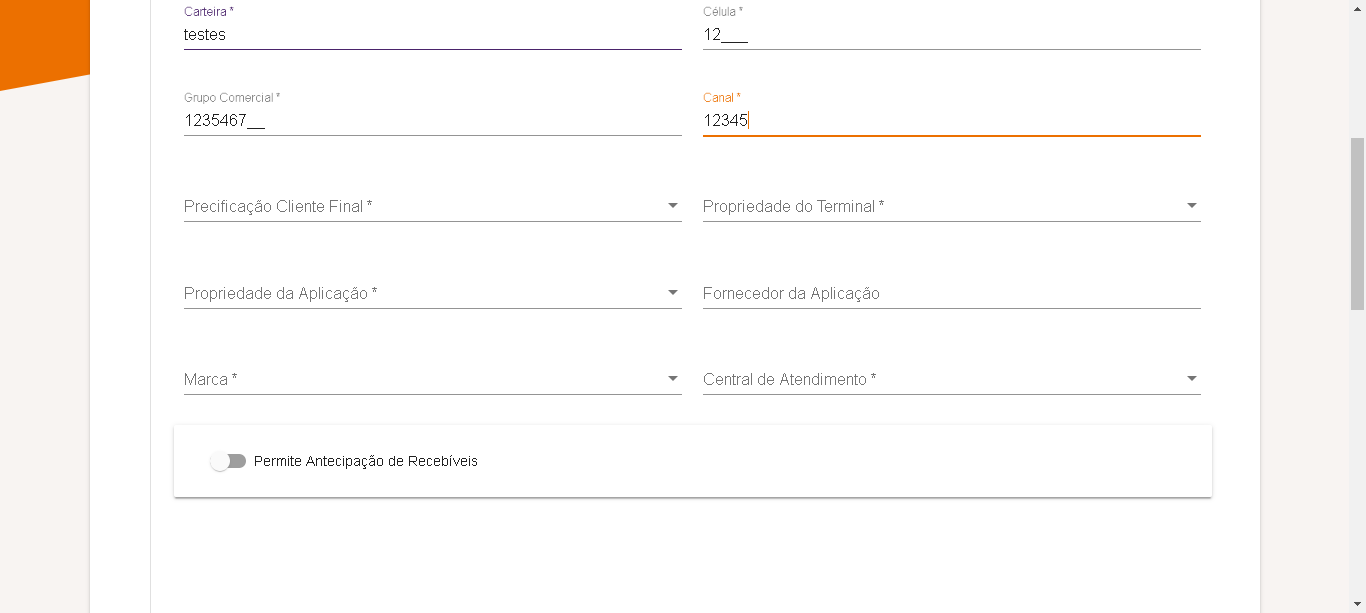 Carteira *
Célula *
testes
12___
Grupo Comercial *
Canal *
1235467__
12345
Precificação Cliente Final *
Propriedade do Terminal *
Propriedade da Aplicação *
Fornecedor da Aplicação
Marca *
Central de Atendimento *
Permite Antecipação de Recebíveis